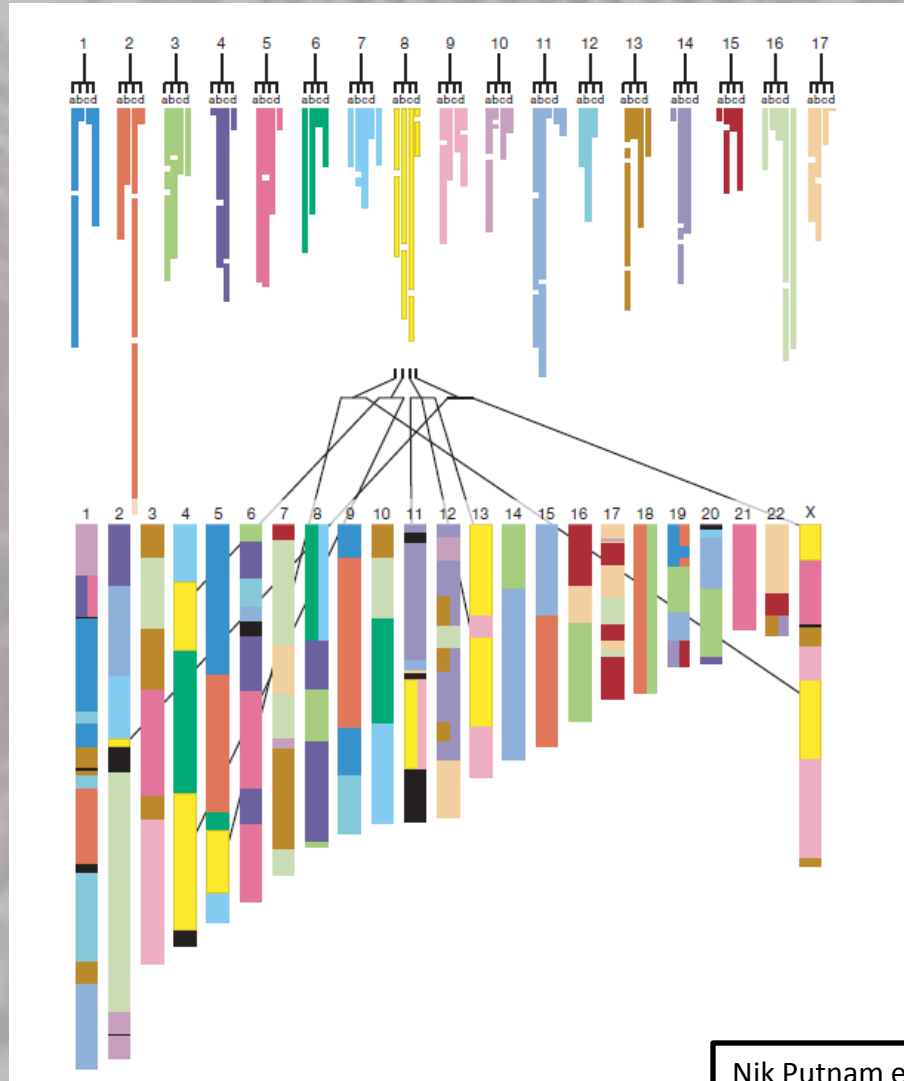 1 2 3 4 5 6 7 8 9 10 11 12 13 14 15 16 17
abcd abcd abcd abcd abcd abcd abcd abcd abcd abcd abcd abcd abcd abcd abcd abcd abcd
1 2 3 4 5 6 7 8 9 10 11 12 13 14 15 16 17 18 19 20 21 22 X
Nik Putnam e